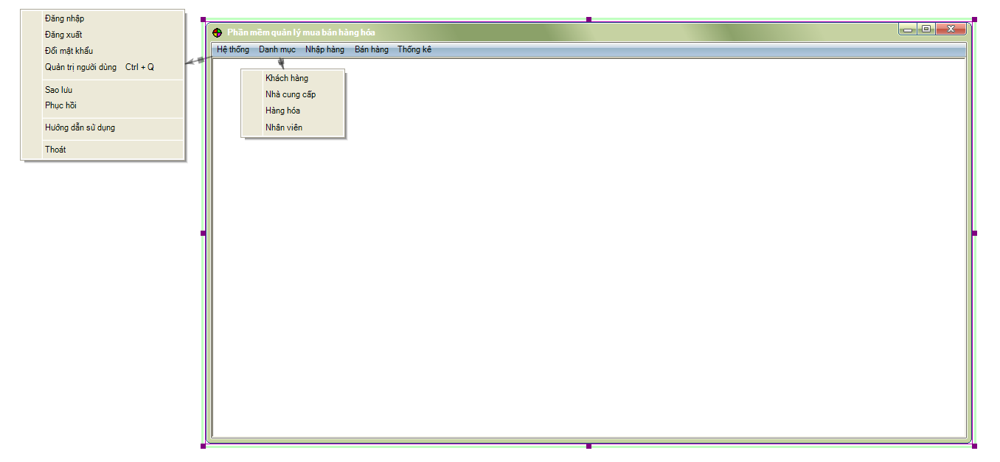 Đăng nhập
Đăng xuất
Đổi mật khẩu
Quản trị người dùng Ctrl + Q
Sao lưu
Phục hồi
Hướng dẫn sử dụng
Thoát
Phần mềm quản lý mua bán hàng hóa
Hệ thống Danh mục Nhập hàng Bán hàng Thống kê
Khách hàng
Nhà cung cấp
Hàng hóa
Nhân viên